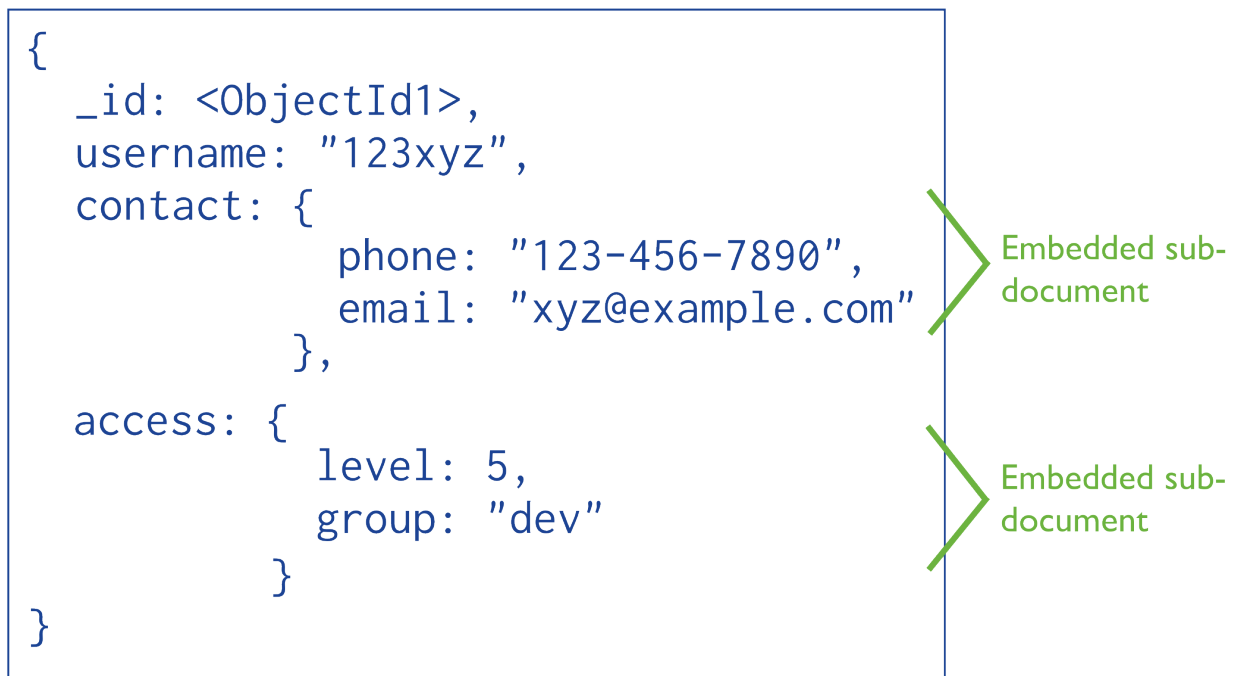 {
_id: <ObjectId1>,
username: "123xyz",
contact: {
phone: "123-456-7890",
email: "xyz@example.com"
},
access: {
level: 5,
group: "dev"
}
}
Embedded sub-
document
Embedded sub-
document